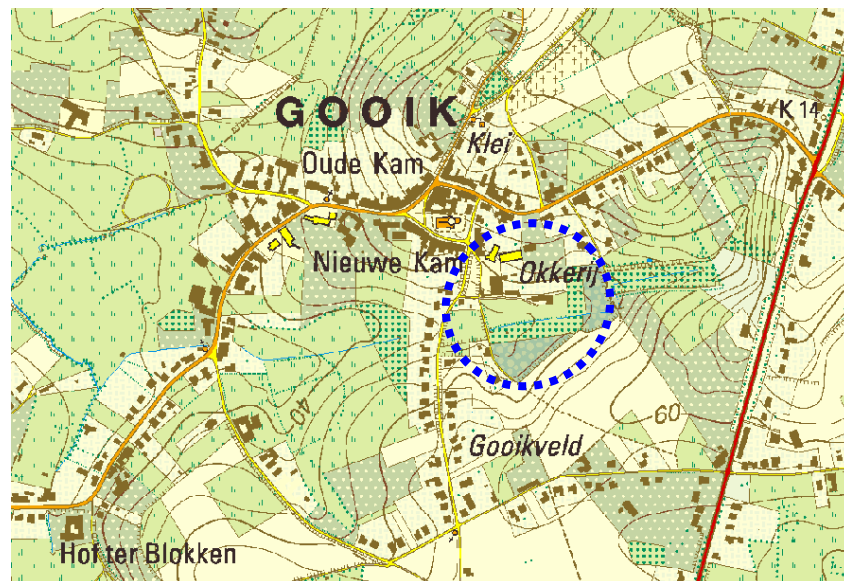 GOOIK
K 14
Klei
Oude Kam
Nieuwe Kam
Okkerij
40
60
Gooikveld
Hof ter Blokken